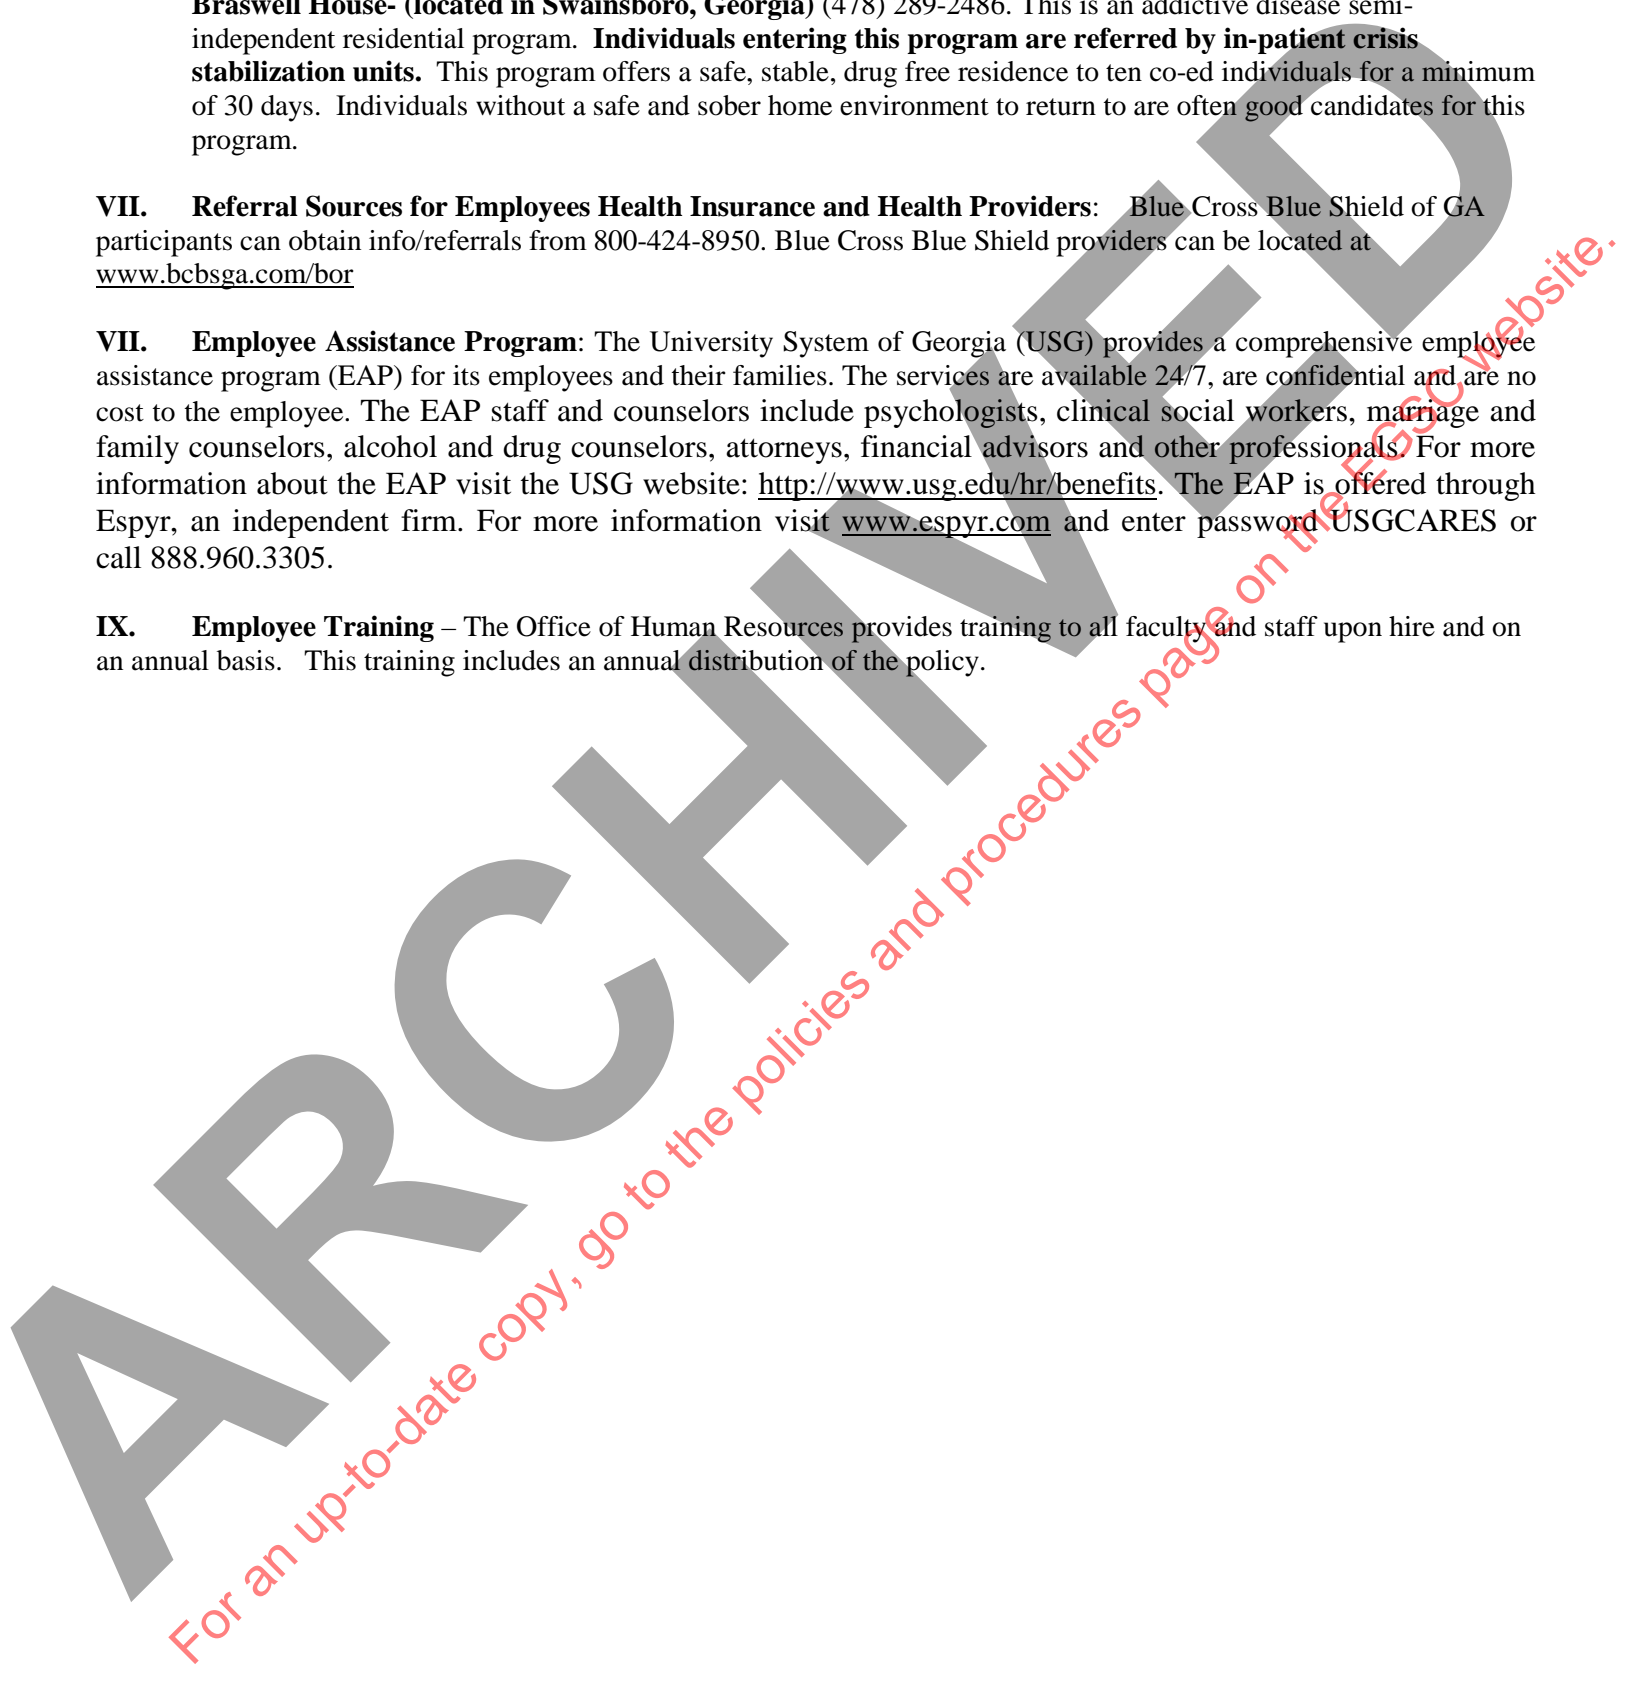 Braswell House- (located in Swainsboro, Georgia) (478) 289-2486. This is an addictive disease semi-
independent residential program. Individuals entering this program are referred by in-patient crisis
stabilization units. This program offers a safe, stable, drug free residence to ten co-ed individuals for a minimum
of 30 days. Individuals without a safe and sober home environment to return to are often good candidates for this
program.
VII. Referral Sources for Employees Health Insurance and Health Providers: Blue Cross Blue Shield of GA
participants can obtain info/referrals from 800-424-8950. Blue Cross Blue Shield providers can be located at
www.bcbsga.com/bor
VII. Employee Assistance Program: The University System of Georgia (USG) provides a comprehensive employee
assistance program (EAP) for its employees and their families. The services are available 24/7, are confidential and are no
cost to the employee. The EAP staff and counselors include psychologists, clinical social workers, marriage and
family counselors, alcohol and drug counselors, attorneys, financial advisors and other professionals. For more
information about the EAP visit the USG website: http://www.usg.edu/hr/benefits. The EAP is offered through
Espyr, an independent firm. For more information visit www.espyr.com and enter password USGCARES or
call 888.960.3305.
IX. Employee Training – The Office of Human Resources provides training to all faculty and staff upon hire and on
an annual basis. This training includes an annual distribution of the policy.
ARCHIVED
For an up-to-date copy, go to the policies and procedures page on the EGSC website.